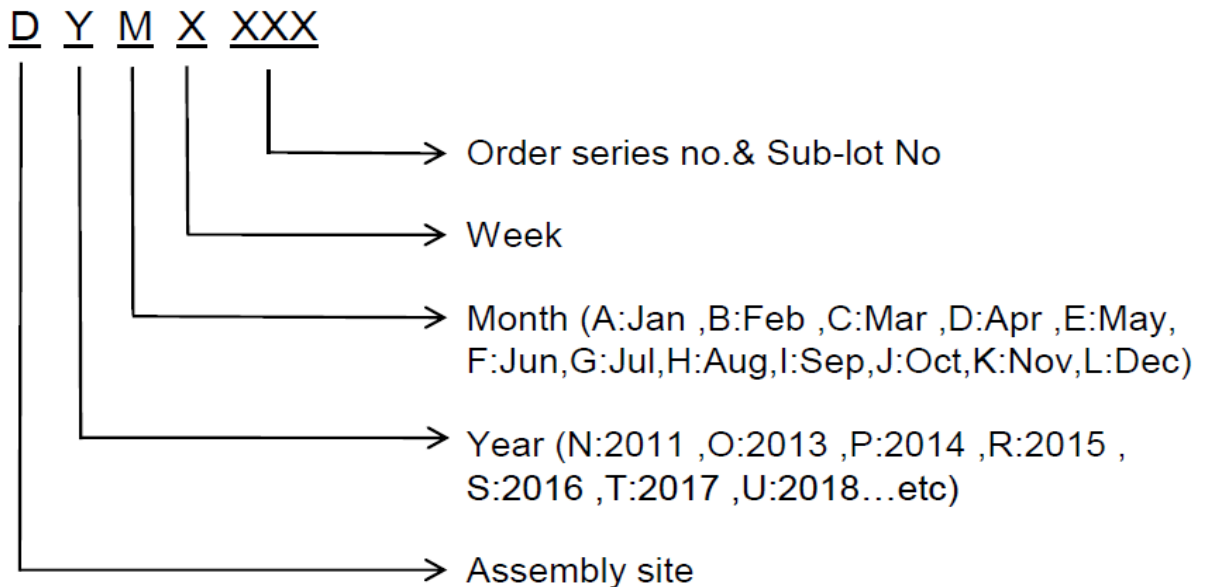 D Y M X XXX
Order series no.& Sub-lot No
Week
Month (A:Jan ,B:Feb ,C:Mar ,D:Apr ,E:May,
F:Jun,G:Jul,H:Aug,I:Sep,J:Oct,K:Nov,L:Dec)
Year (N:2011 ,O:2013 ,P:2014 ,R:2015 ,
S:2016 ,T:2017 ,U:2018...etc)
Assembly site